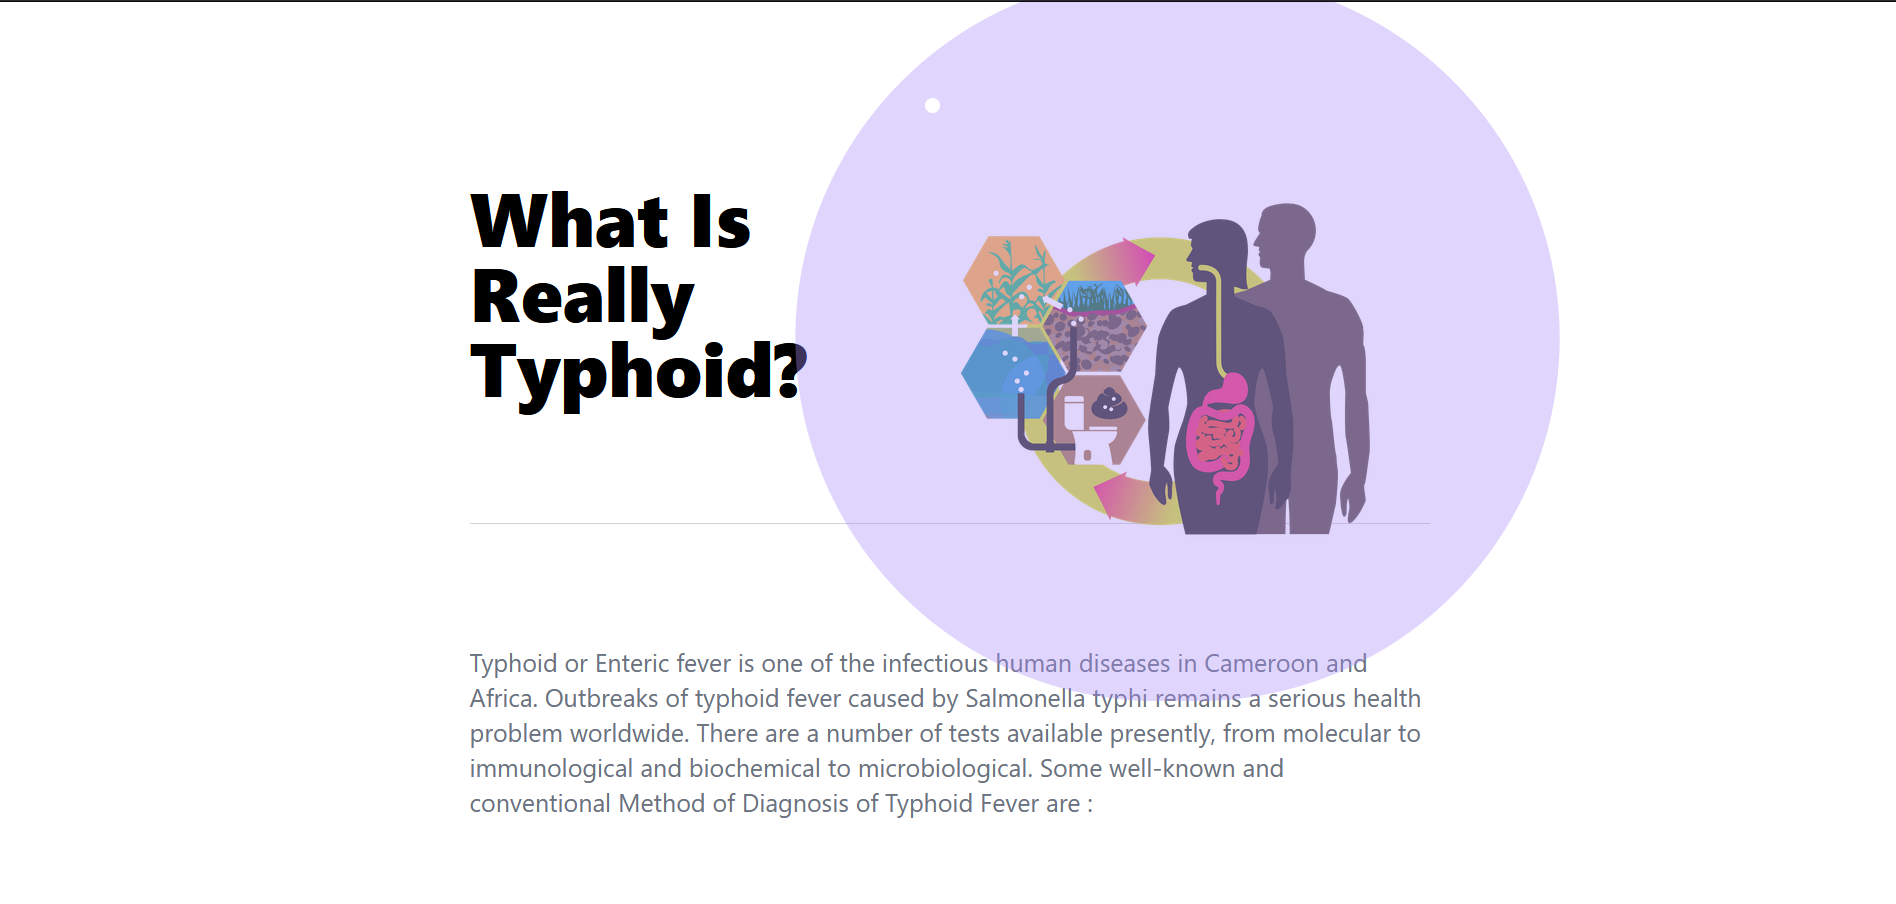 What Is
Really
Typhoid?
Typhoid or Enteric fever is one of the infectious human diseases in Cameroon and
Africa. Outbreaks of typhoid fever caused by Salmonella typhi remains a serious health
problem worldwide. There are a number of tests available presently, from molecular to
immunological and biochemical to microbiological. Some well-known and
conventional Method of Diagnosis of Typhoid Fever are :